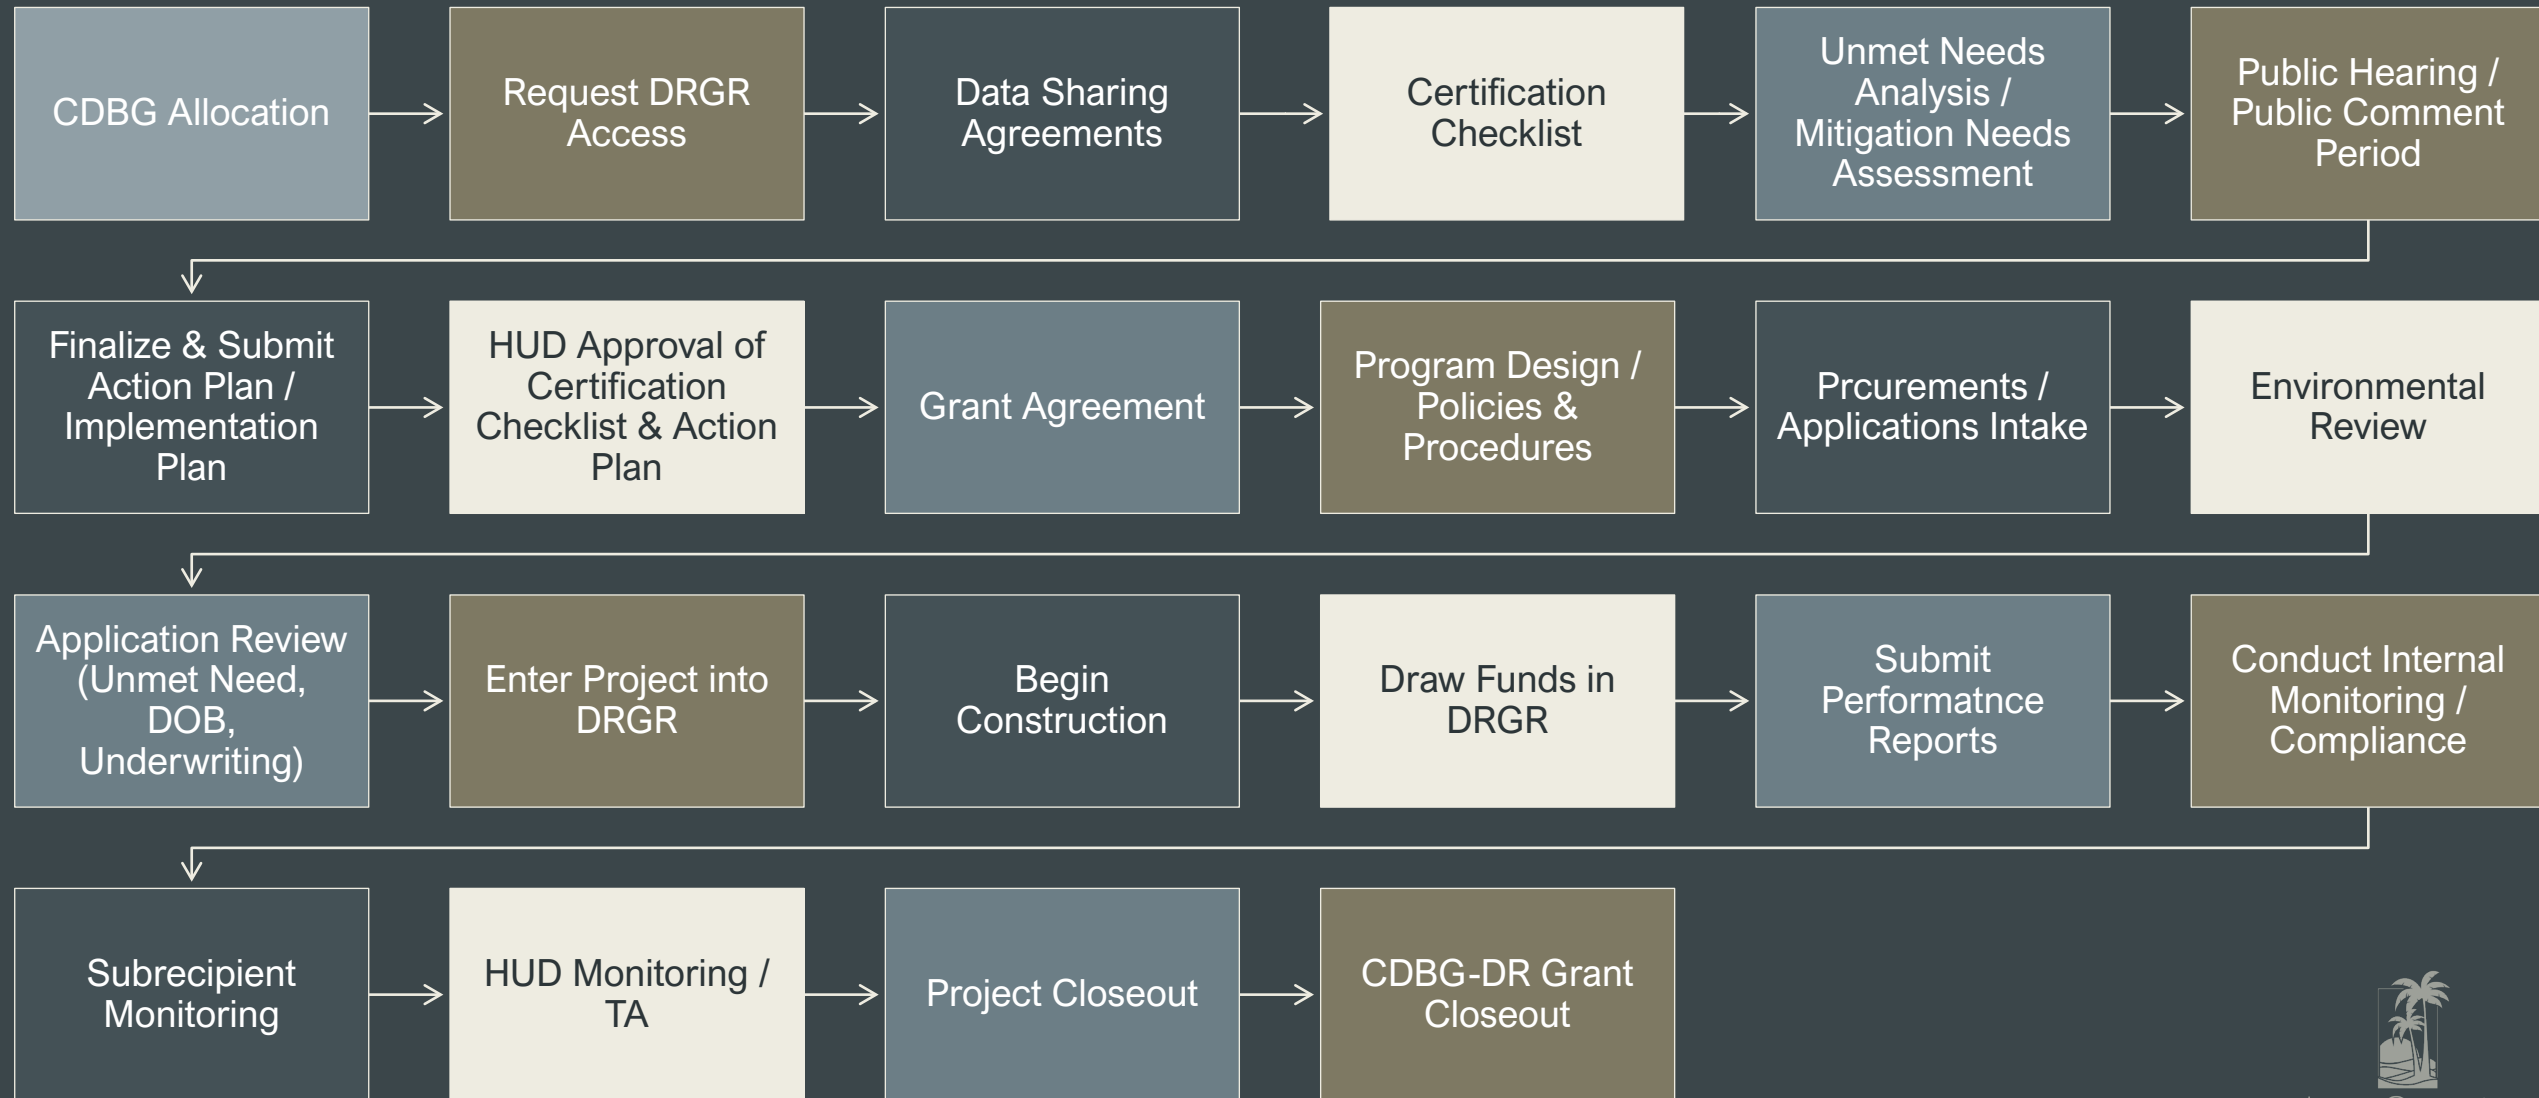 CDBG Allocation
Request DRGR
Access
Data Sharing
Agreements
Certification
Checklist
Unmet Needs
Analysis /
Mitigation Needs
Assessment
Public Hearing /
Public Comment
Period
Finalize & Submit
Action Plan /
Implementation
Plan
HUD Approval of
Certification
Checklist & Action
Plan
Grant Agreement
Program Design /
Policies &
Procedures
Prcurements /
Applications Intake
Environmental
Review
Application Review
(Unmet Need,
DOB,
Underwriting)
Enter Project into
DRGR
Begin
Construction
Draw Funds in
DRGR
Submit
Performatnce
Reports
Conduct Internal
Monitoring /
Compliance
Subrecipient
Monitoring
HUD Monitoring /
TA
Project Closeout
CDBG-DR Grant
Closeout